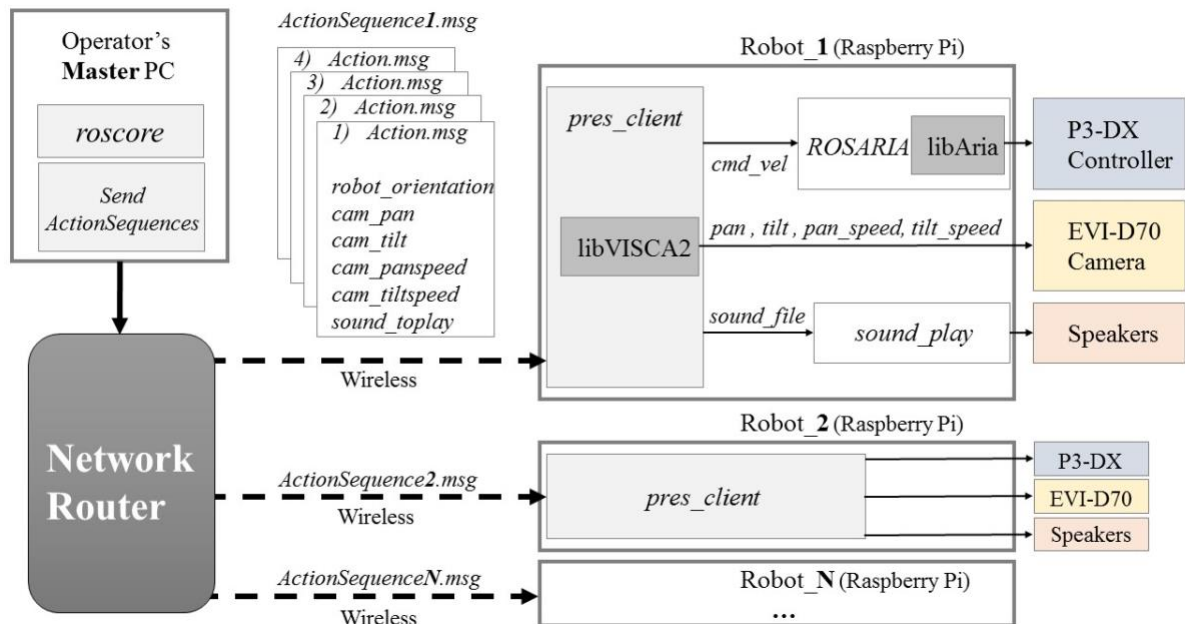 Operator's
Master PC
roscore
Send
ActionSequences
Network
Router
ActionSequence1.msg
4) Action.msg
3) Action.msg
2) Action.msg
1) Action.msg
robot_orientation
cam_pan
cam_tilt
cam_panspeed
cam_tiltspeed
sound_toplay
Wireless
Robot_1 (Raspberry Pi)
pres_client
libVISCA2
cmd_vel
ROSARIA
libAria
pan , tilt , pan_speed, tilt_speed
sound_file
sound_play
P3-DX
Controller
EVI-D70
Camera
Speakers
ActionSequence2.msg
Wireless
Robot_2 (Raspberry Pi)
pres_client
P3-DX
EVI-D70
Speakers
ActionSequenceN.msg
Wireless
Robot_N (Raspberry Pi)
...